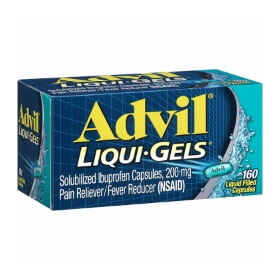 Advil®
LIQUI•GELS®
Solubilized Ibuprofen Capsules, 200 mg
Pain Reliever/Fever Reducer (NSAID)
Advil
160
Liquid Filled
Capsules